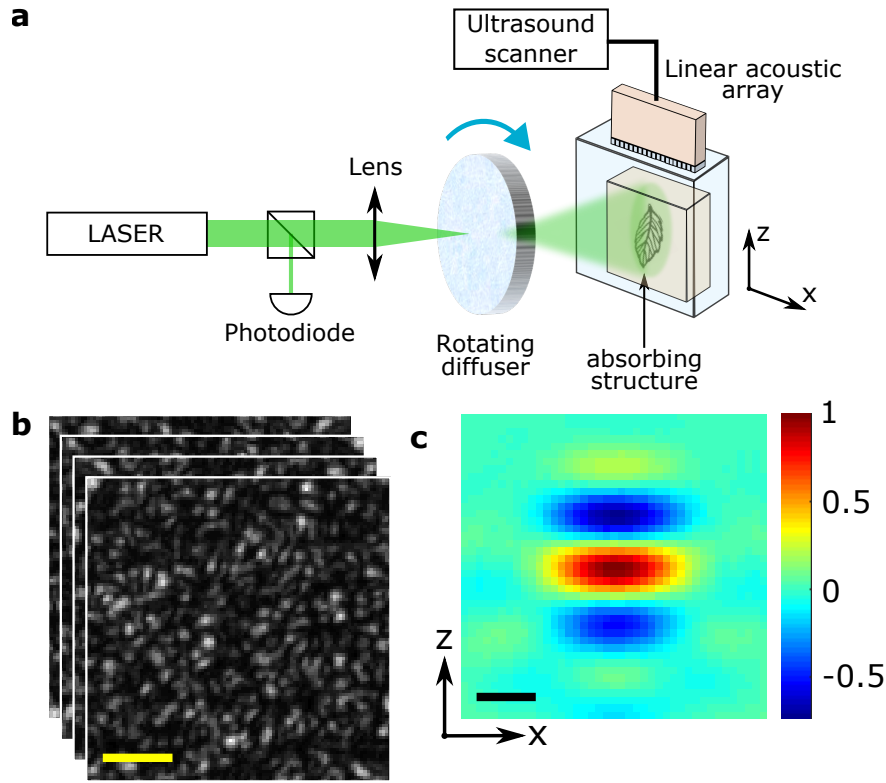 a
Ultrasound
scanner
Linear acoustic
array
Lens
LASER
Photodiode
Rotating
diffuser
absorbing
structure
z
x
b
c
1
0.5
0
-0.5
z
x